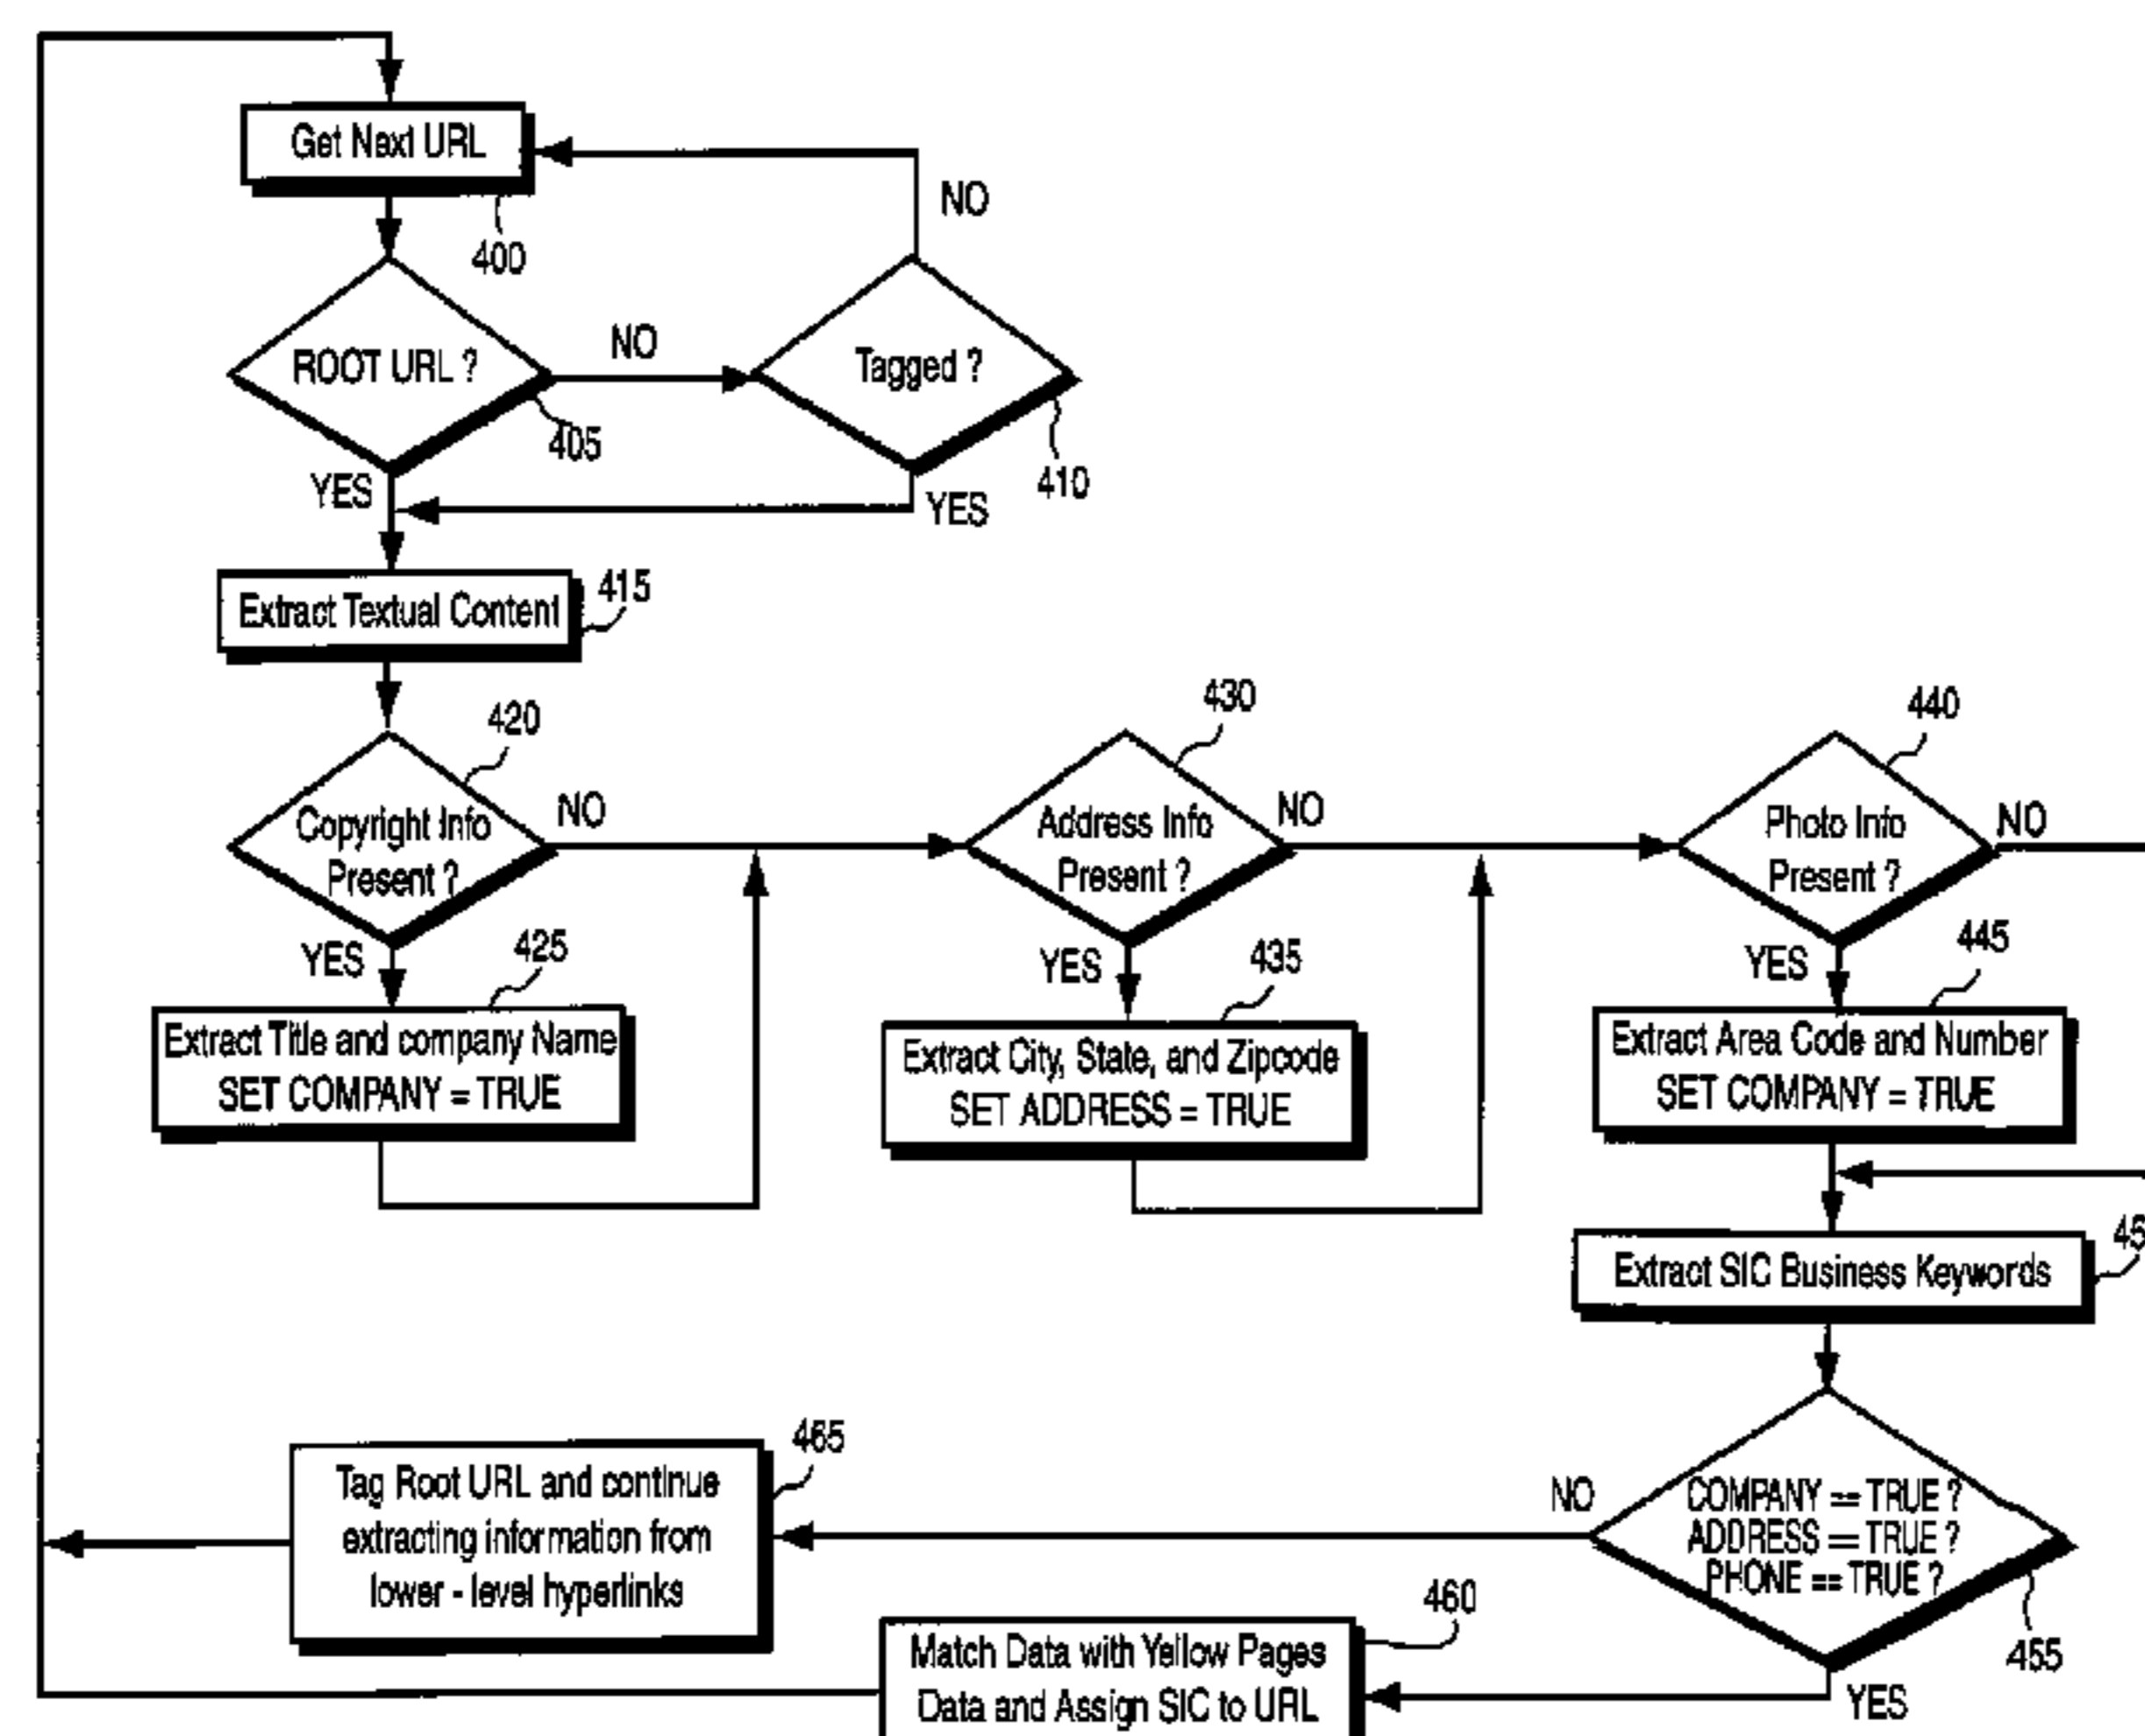 Get Next URL
400
NO
ROOT URL ?
405
NO
Tagged ?
410
YES
YES
Extract Textual Content
415
420
Copyright Info
Present ?
NO
YES
425
Extract Title and company Name
SET COMPANY = TRUE
430
Address Info
Present ?
NO
YES
435
Extract City, State, and Zipcode
SET ADDRESS = TRUE
440
Photo Info
Present ?
NO
YES
445
Extract Area Code and Number
SET COMPANY = TRUE
Extract SIC Business Keywords
COMPANY == TRUE ?
ADDRESS == TRUE ?
PHONE == TRUE ?
455
NO
YES
465
Tag Root URL and continue
extracting information from
lower - level hyperlinks
460
Match Data with Yellow Pages
Data and Assign SIC to URL